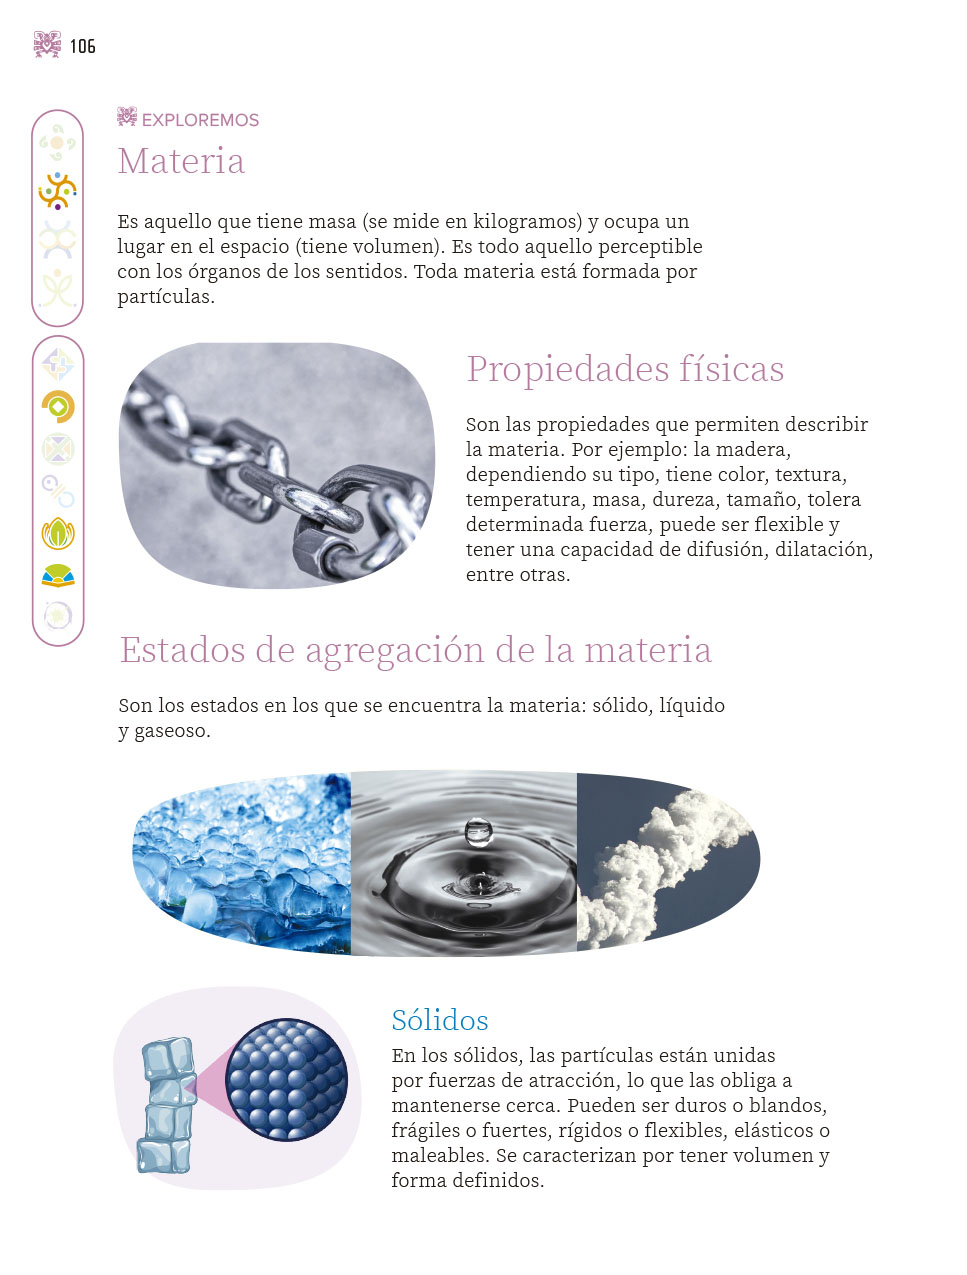 106
EXPLOREMOS
Materia
Es aquello que tiene masa (se mide en kilogramos) y ocupa un
lugar en el espacio (tiene volumen). Es todo aquello perceptible
con los órganos de los sentidos. Toda materia está formada por
partículas.
Propiedades físicas
Son las propiedades que permiten describir
la materia. Por ejemplo: la madera,
dependiendo su tipo, tiene color, textura,
temperatura, masa, dureza, tamaño, tolera
determinada fuerza, puede ser flexible y
tener una capacidad de difusión, dilatación,
entre otras.
Estados de agregación de la materia
Son los estados en los que se encuentra la materia: sólido, líquido
y gaseoso.
Sólidos
En los sólidos, las partículas están unidas
por fuerzas de atracción, lo que las obliga a
mantenerse cerca. Pueden ser duros o blandos,
frágiles o fuertes, rígidos o flexibles, elásticos o
maleables. Se caracterizan por tener volumen y
forma definidos.